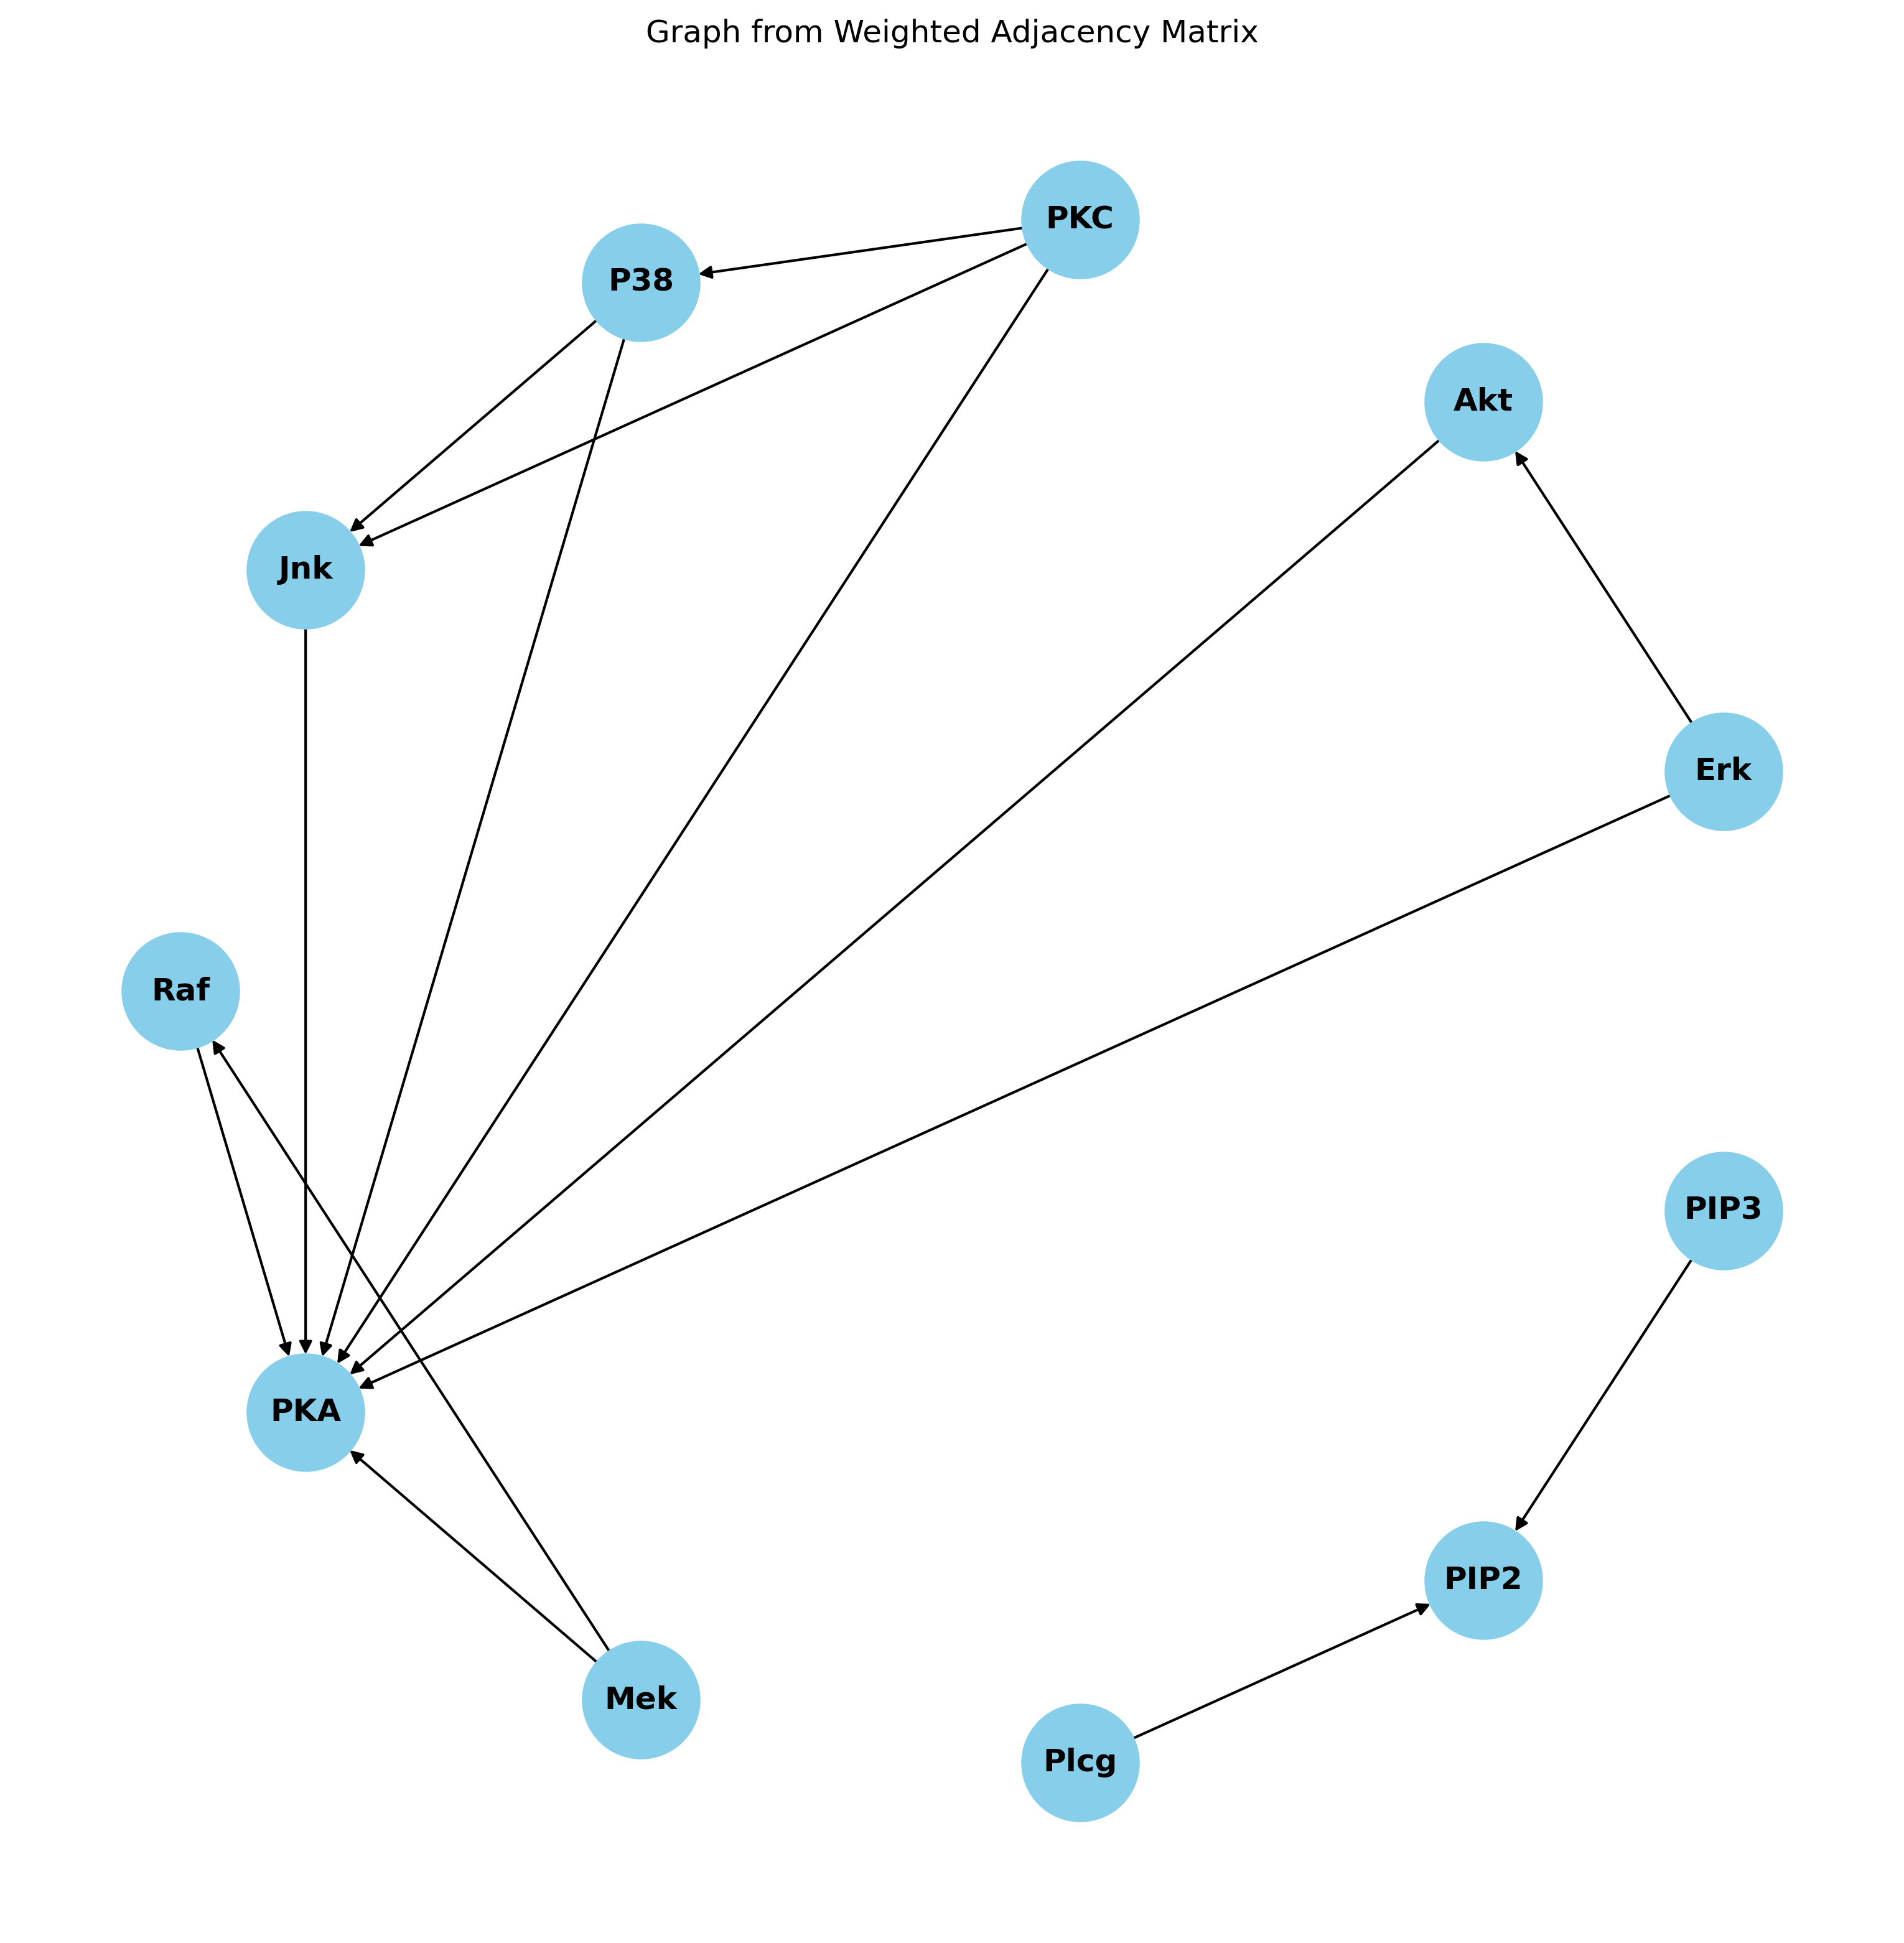 Graph from Weighted Adjacency Matrix
PKC
P38
Akt
Jnk
Erk
Raf
PIP3
PKA
PIP2
Mek
Plcg